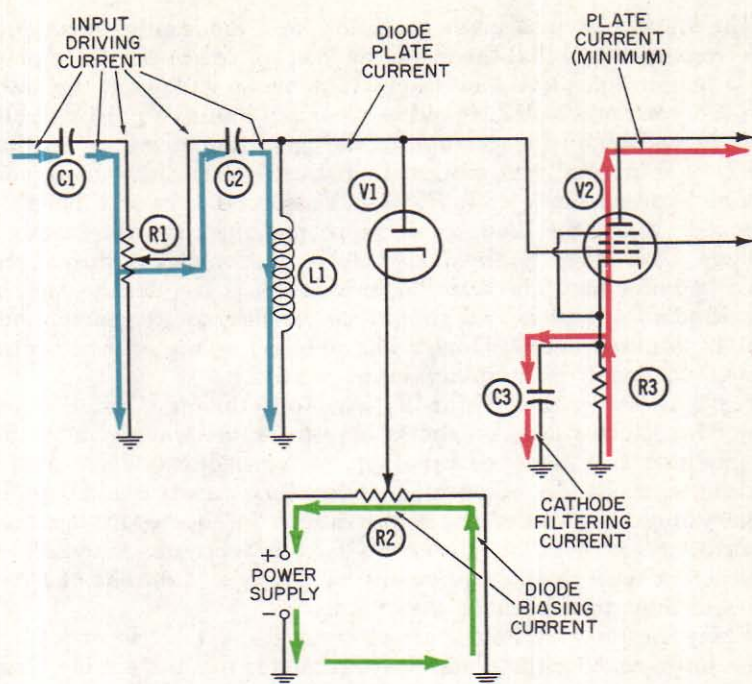 INPUT
DRIVING
CURRENT
DIODE
PLATE
CURRENT
PLATE
CURRENT
(MINIMUM)
C1
C2
V1
V2
R1
L1
C3
R3
CATHODE
FILTERING
CURRENT
R2
+
POWER
SUPPLY
−
DIODE
BIASING
CURRENT